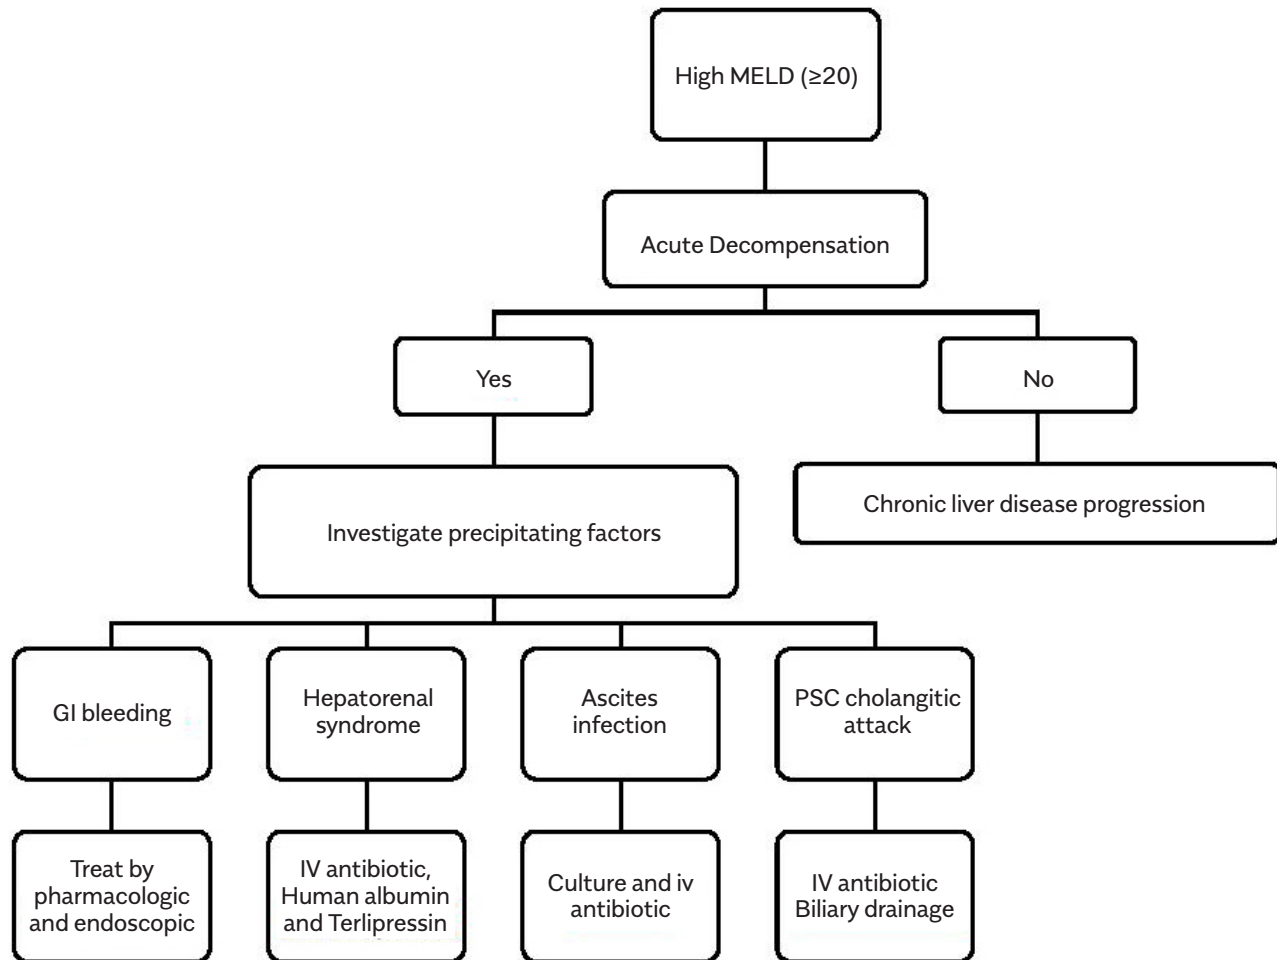 High MELD (≥20)
Acute Decompensation
Yes
No
Investigate precipitating factors
Chronic liver disease progression
GI bleeding
Hepatorenal
syndrome
Ascites
infection
PSC cholangitic
attack
Treat by
pharmacologic
and endoscopic
IV antibiotic,
Human albumin
and Terlipressin
Culture and iv
antibiotic
IV antibiotic
Biliary drainage